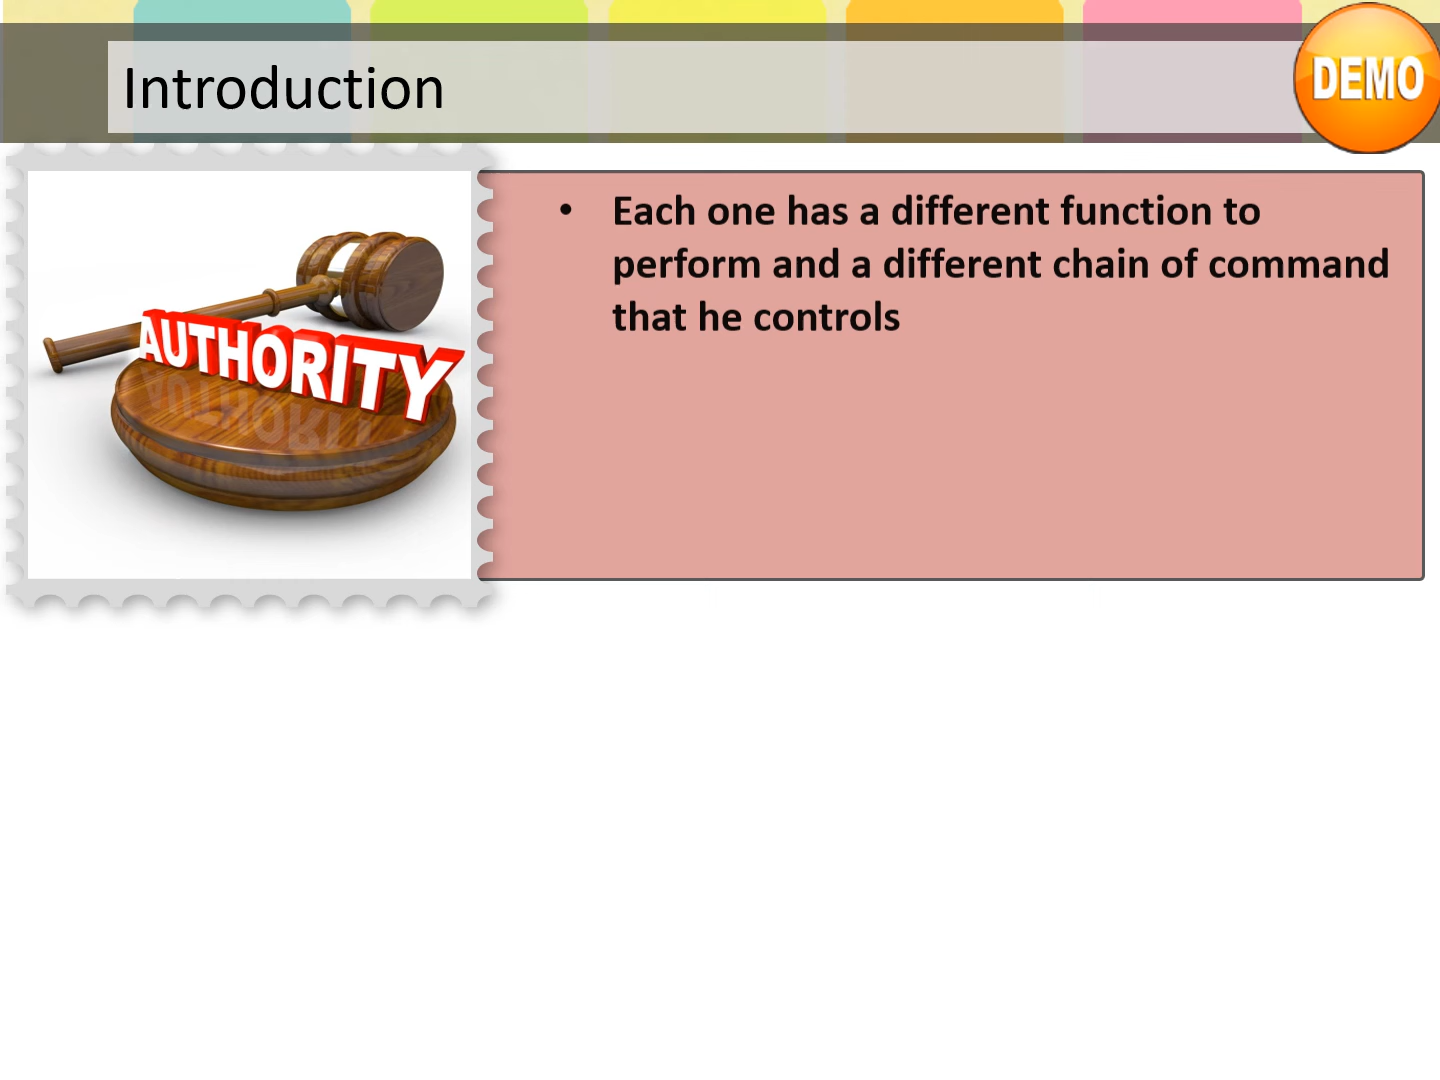 Introduction
DEMO
• Each one has a different function to
perform and a different chain of command
that he controls
AUTHORITY